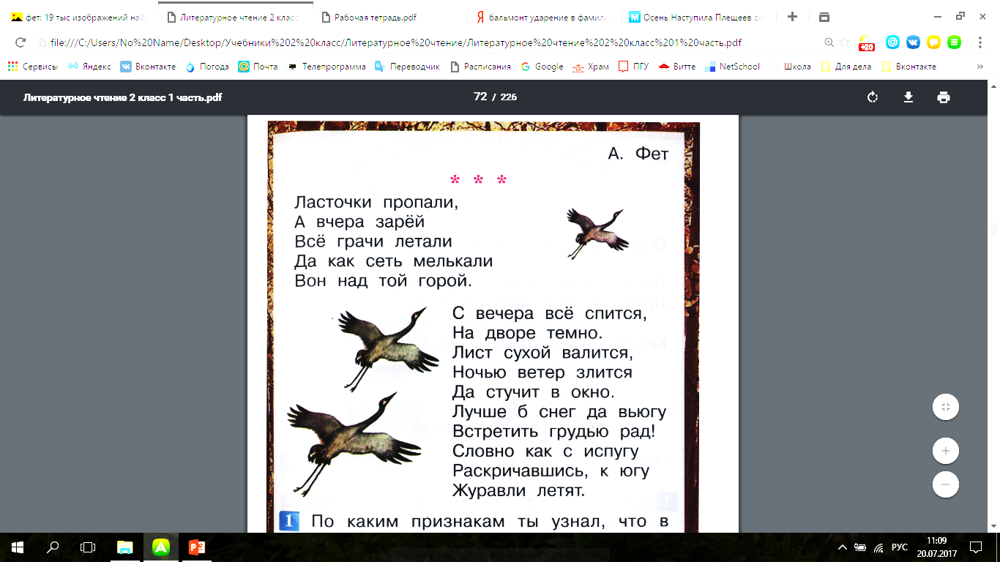 фет: 19 тыс изображений най
Литературное чтение 2 класс
Рабочая тетрадь.pdf
бальмонт ударение в фамили
Осень Наступила Плещеев ск
file:///C:/Users/No%20Name/Desktop/Учебники%202%20класс/Литературное%20чтение/Литературное%20чтение%202%20класс%201%20часть.pdf
+20
Сервисы Яндекс Вконтакте Погода Почта Телепрограмма Переводчик Расписания Google Храм ПГУ Витте NetSchool Школа Для дела Вконтакте »
Литературное чтение 2 класс 1 часть.pdf
72 / 226
А. Фет
* * *
Ласточки пропали,
А вчера зарёй
Всё грачи летали
Да как сеть мелькали
Вон над той горой.
С вечера всё спится,
На дворе темно.
Лист сухой валится,
Ночью ветер злится
Да стучит в окно.
Лучше б снег да вьюгу
Встретить грудью рад!
Словно как с испугу
Раскричавшись, к югу
Журавли летят.
1 По каким признакам ты узнал, что в
РУС
11:09
20.07.2017